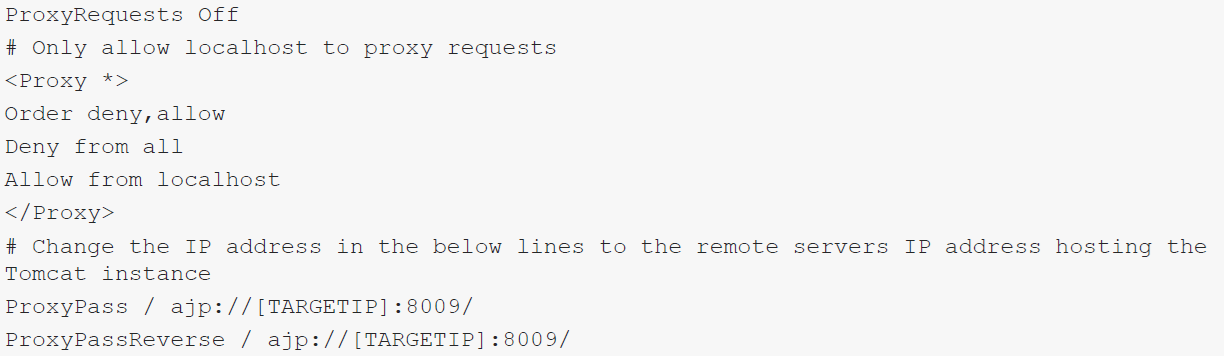 ProxyRequests Off
# Only allow localhost to proxy requests
<Proxy *>
Order deny,allow
Deny from all
Allow from localhost
</Proxy>
# Change the IP address in the below lines to the remote servers IP address hosting the
Tomcat instance
ProxyPass / ajp://[TARGETIP]:8009/
ProxyPassReverse / ajp://[TARGETIP]:8009/